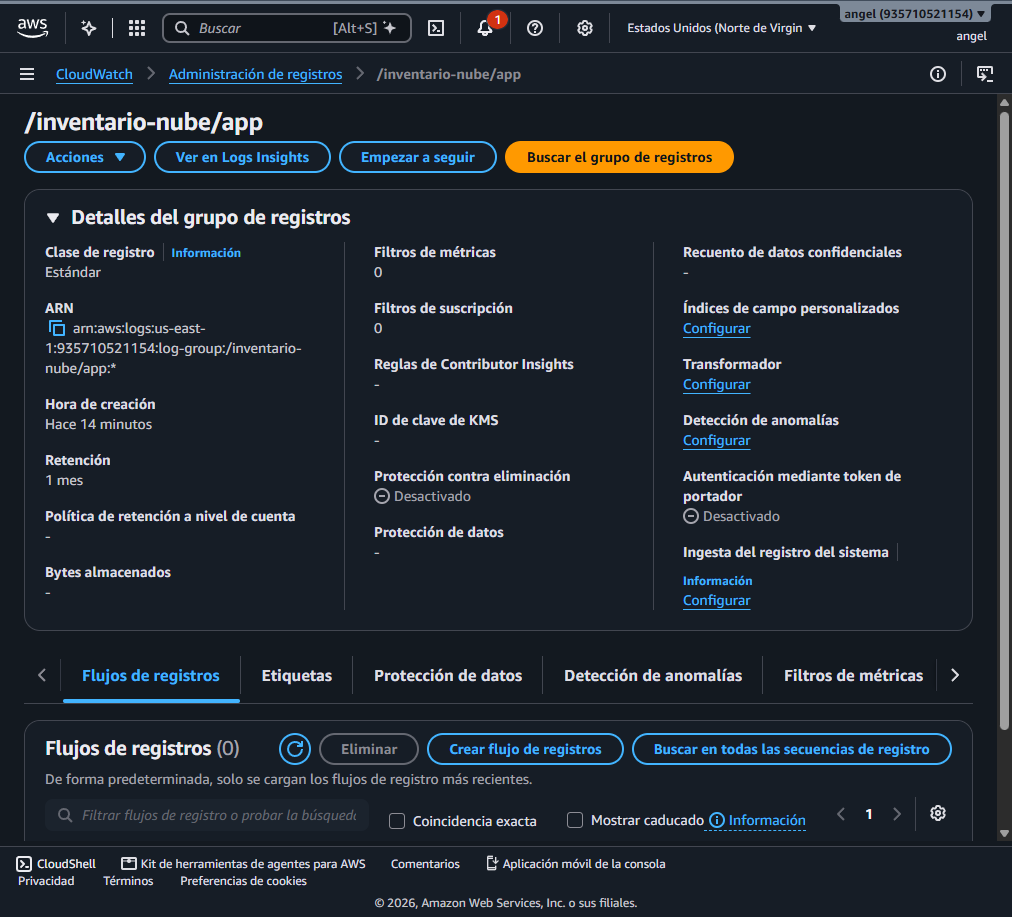 aws
Buscar [Alt+S]
1
Estados Unidos (Norte de Virgin
angel (935710521154)
angel
CloudWatch
Administración de registros
/inventario-nube/app
/inventario-nube/app
Acciones
Ver en Logs Insights
Empezar a seguir
Buscar el grupo de registros
Detalles del grupo de registros
Clase de registro
Información
Estándar
ARN
arn:aws:logs:us-east-
1:935710521154:log-group:/inventario-
nube/app:*
Hora de creación
Hace 14 minutos
Retención
1 mes
Política de retención a nivel de cuenta
-
Bytes almacenados
-
Filtros de métricas
0
Filtros de suscripción
0
Reglas de Contributor Insights
-
ID de clave de KMS
-
Protección contra eliminación
Desactivado
Protección de datos
-
Recuento de datos confidenciales
-
Índices de campo personalizados
Configurar
Transformador
Configurar
Detección de anomalías
Configurar
Autenticación mediante token de
portador
Desactivado
Ingesta del registro del sistema
Información
Configurar
Flujos de registros
Etiquetas
Protección de datos
Detección de anomalías
Filtros de métricas
Flujos de registros (0)
Eliminar
Crear flujo de registros
Buscar en todas las secuencias de registro
De forma predeterminada, solo se cargan los flujos de registro más recientes.
Filtrar flujos de registro o probar la búsqueda
Coincidencia exacta
Mostrar caducado
Información
1
CloudShell
Kit de herramientas de agentes para AWS
Comentarios
Aplicación móvil de la consola
Privacidad
Términos
Preferencias de cookies
© 2026, Amazon Web Services, Inc. o sus filiales.